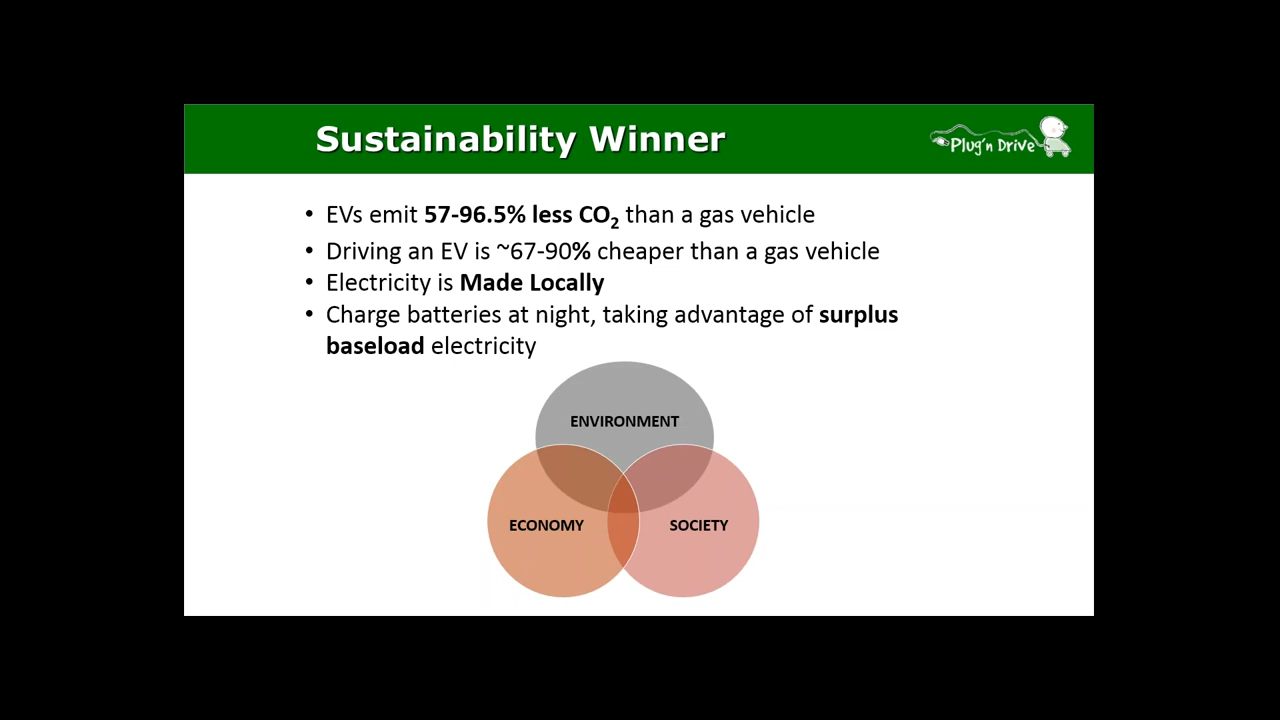 Sustainability Winner
Plug'n Drive
• EVs emit 57-96.5% less CO₂ than a gas vehicle
• Driving an EV is ~67-90% cheaper than a gas vehicle
• Electricity is Made Locally
• Charge batteries at night, taking advantage of surplus
baseload electricity
ENVIRONMENT
ECONOMY
SOCIETY